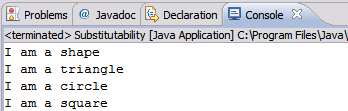 Problems @ Javadoc Declaration Console
<terminated> Substitutability [Java Application] C:\Program Files\Java\
I am a shape
I am a triangle
I am a circle
I am a square